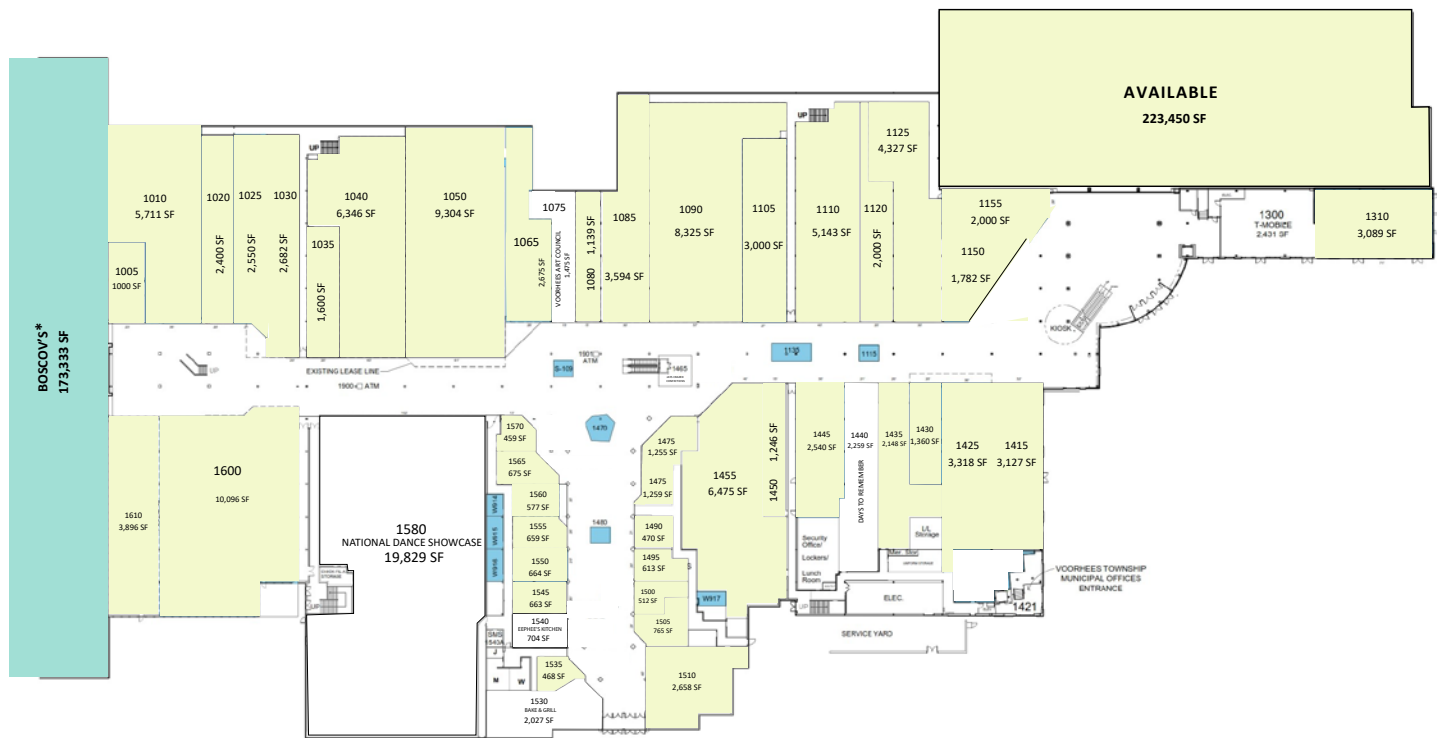 AVAILABLE
223,450 SF
BOSCOV'S*
173,333 SF
1010
5,711 SF
1005
1000 SF
1020
2,400 SF
1025
2,550 SF
1030
2,682 SF
UP
1040
6,346 SF
1035
1,600 SF
1050
9,304 SF
1065
2,675 SF
1075
VOORHEES ART COUNCIL
1,475 SF
1080
1,139 SF
1085
3,594 SF
1090
8,325 SF
1105
3,000 SF
UP
1110
5,143 SF
1120
2,000 SF
1125
4,327 SF
1155
2,000 SF
1150
1,782 SF
1300
T-MOBILE
2,431 SF
1310
3,089 SF
KIOSK
UP
EXISTING LEASE LINE
1900 ATM
1901
ATM
S-109
1465
1135
1115
1470
1480
1610
3,896 SF
1600
10,096 SF
UP
1580
NATIONAL DANCE SHOWCASE
19,829 SF
W914
W915
W916
1570
459 SF
1565
675 SF
1560
577 SF
1555
659 SF
1550
664 SF
1545
663 SF
1540
EEPHEE'S KITCHEN
704 SF
SMS
1540A
J
M
W
1535
468 SF
1530
BAKE & GRILL
2,027 SF
1475
1,255 SF
1475
1,259 SF
1490
470 SF
1495
613 SF
1500
512 SF
1505
765 SF
1510
2,658 SF
S
W917
1455
6,475 SF
1450
1,246 SF
1445
2,540 SF
1440
2,259 SF
DAYS TO REMEMBER
1435
2,148 SF
1430
1,360 SF
1425
3,318 SF
1415
3,127 SF
Security
Office/
Lockers/
Lunch
Room
L/L
Storage
UP
ELEC.
SERVICE YARD
VOORHEES TOWNSHIP
MUNICIPAL OFFICES
ENTRANCE
1421